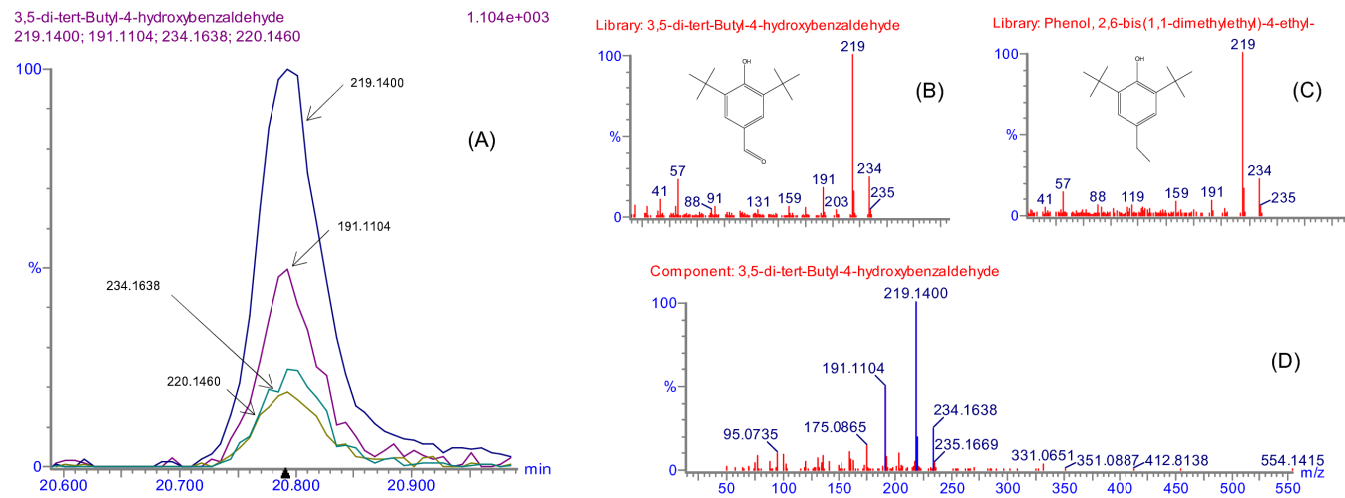 3,5-di-tert-Butyl-4-hydroxybenzaldehyde 1.104e+003
219.1400; 191.1104; 234.1638; 220.1460
100
%
0
219.1400
191.1104
234.1638
220.1460
(A)
20.600 20.700 20.800 20.900 min
Library: 3,5-di-tert-Butyl-4-hydroxybenzaldehyde
100
%
0
219
OH
O
(B)
41 57 88 91 131 159 191 203 234 235
Library: Phenol, 2,6-bis(1,1-dimethylethyl)-4-ethyl-
100
%
0
219
OH
(C)
41 57 88 119 159 191 234 235
Component: 3,5-di-tert-Butyl-4-hydroxybenzaldehyde
100
%
0
219.1400
(D)
191.1104
234.1638
95.0735 175.0865 235.1669
331.0651 351.0887 412.8138 554.1415
m/z
50 100 150 200 250 300 350 400 450 500 550